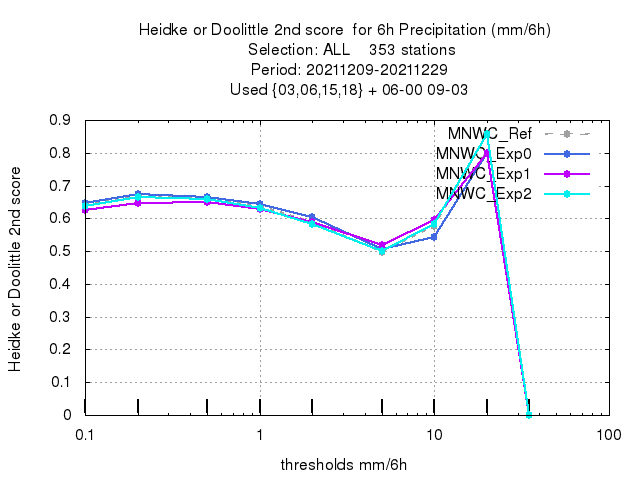 Heidke or Doolittle 2nd score  for 6h Precipitation (mm/6h)
Selection: ALL    353 stations
Period: 20211209-20211229
Used {03,06,15,18} + 06-00 09-03
Heidke or Doolittle 2nd score
0.9
0.8
0.7
0.6
0.5
0.4
0.3
0.2
0.1
0
MNWC_Ref
MNWC_Exp0
MNWC_Exp1
MNWC_Exp2
0.1 1 10 100
thresholds mm/6h